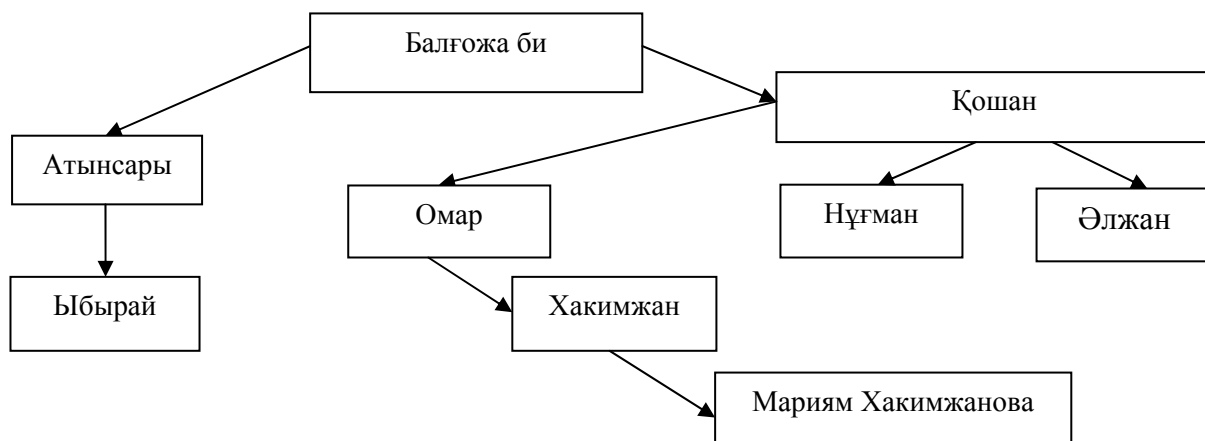 Балғожа би
Қошан
Атынсары
Омар
Нұғман
Әлжан
Ыбырай
Хакимжан
Мариям Хакимжанова